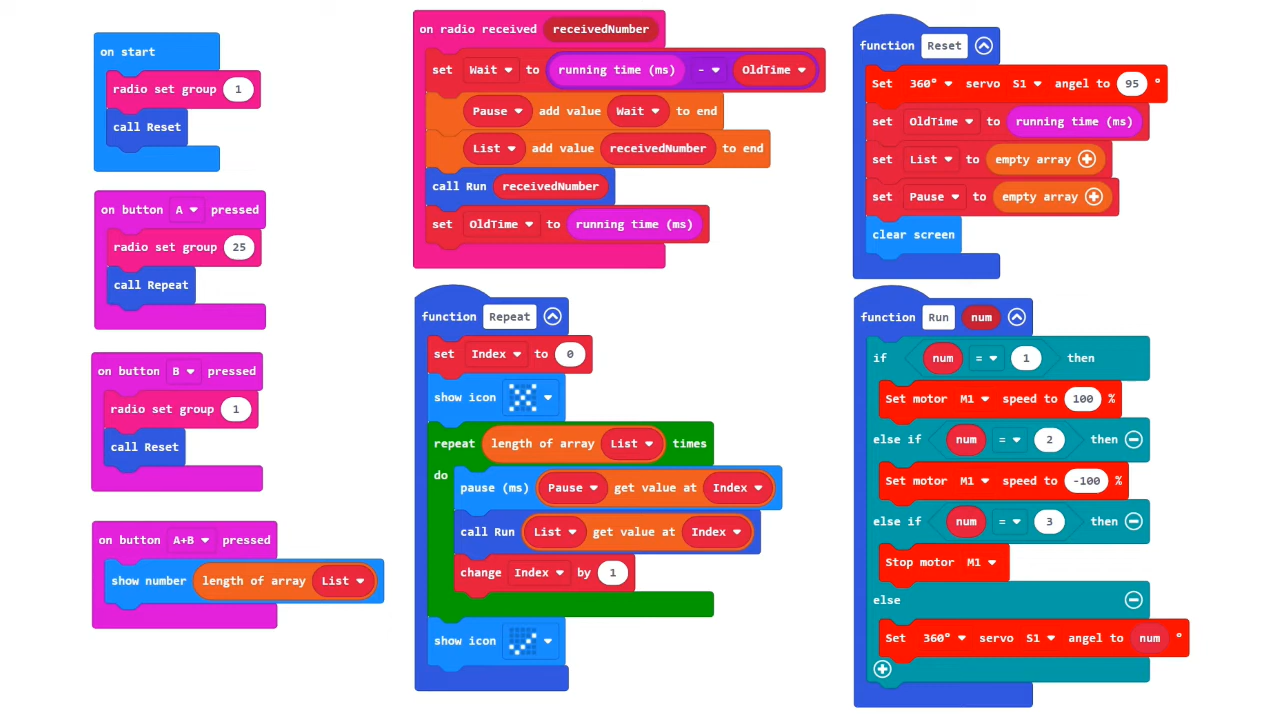 on start
radio set group 1
call Reset
on button A pressed
radio set group 25
call Repeat
on button B pressed
radio set group 1
call Reset
on button A+B pressed
show number length of array List
on radio received receivedNumber
set Wait to running time (ms) - OldTime
Pause add value Wait to end
List add value receivedNumber to end
call Run receivedNumber
set OldTime to running time (ms)
function Repeat
set Index to 0
show icon
repeat length of array List times
do
pause (ms) Pause get value at Index
call Run List get value at Index
change Index by 1
show icon
function Reset
Set 360° servo S1 angel to 95 °
set OldTime to running time (ms)
set List to empty array
set Pause to empty array
clear screen
function Run num
if num = 1 then
Set motor M1 speed to 100 %
else if num = 2 then
Set motor M1 speed to -100 %
else if num = 3 then
Stop motor M1
else
Set 360° servo S1 angel to num °